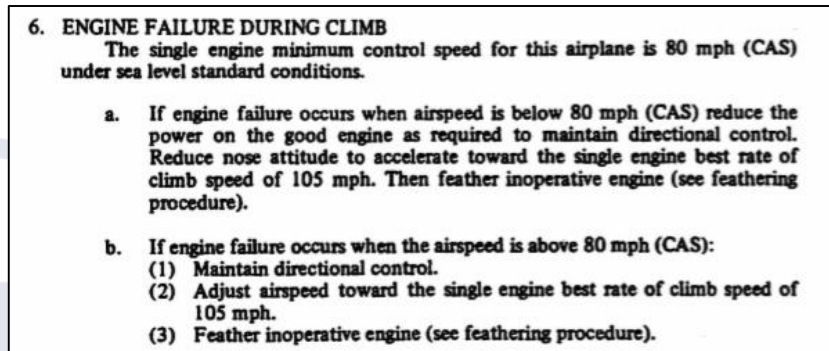 6. ENGINE FAILURE DURING CLIMB
The single engine minimum control speed for this airplane is 80 mph (CAS)
under sea level standard conditions.
a. If engine failure occurs when airspeed is below 80 mph (CAS) reduce the
power on the good engine as required to maintain directional control.
Reduce nose attitude to accelerate toward the single engine best rate of
climb speed of 105 mph. Then feather inoperative engine (see feathering
procedure).
b. If engine failure occurs when the airspeed is above 80 mph (CAS):
(1) Maintain directional control.
(2) Adjust airspeed toward the single engine best rate of climb speed of
105 mph.
(3) Feather inoperative engine (see feathering procedure).